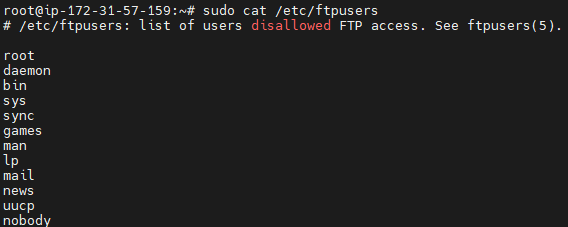 root@ip-172-31-57-159:~# sudo cat /etc/ftpusers
# /etc/ftpusers: list of users disallowed FTP access. See ftpusers(5).
root
daemon
bin
sys
sync
games
man
lp
mail
news
uucp
nobody